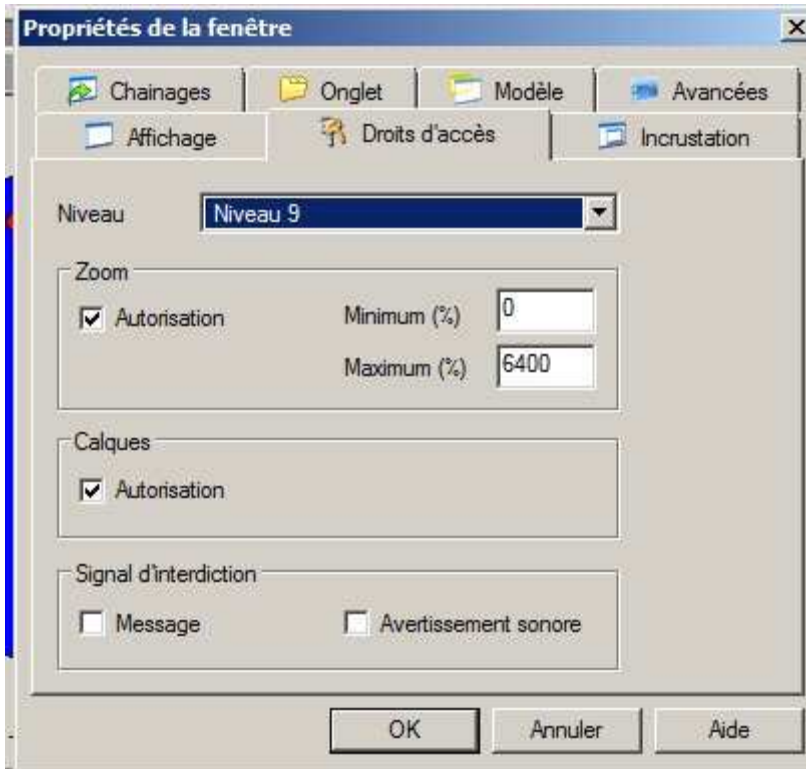 Propriétés de la fenêtre
Chainages Onglet Modèle Avancées
Affichage Droits d'accès Incrustation
Niveau Niveau 9
Zoom
Autorisation Minimum (%) 0
Maximum (%) 6400
Calques
Autorisation
Signal d'interdiction
Message Avertissement sonore
OK Annuler Aide